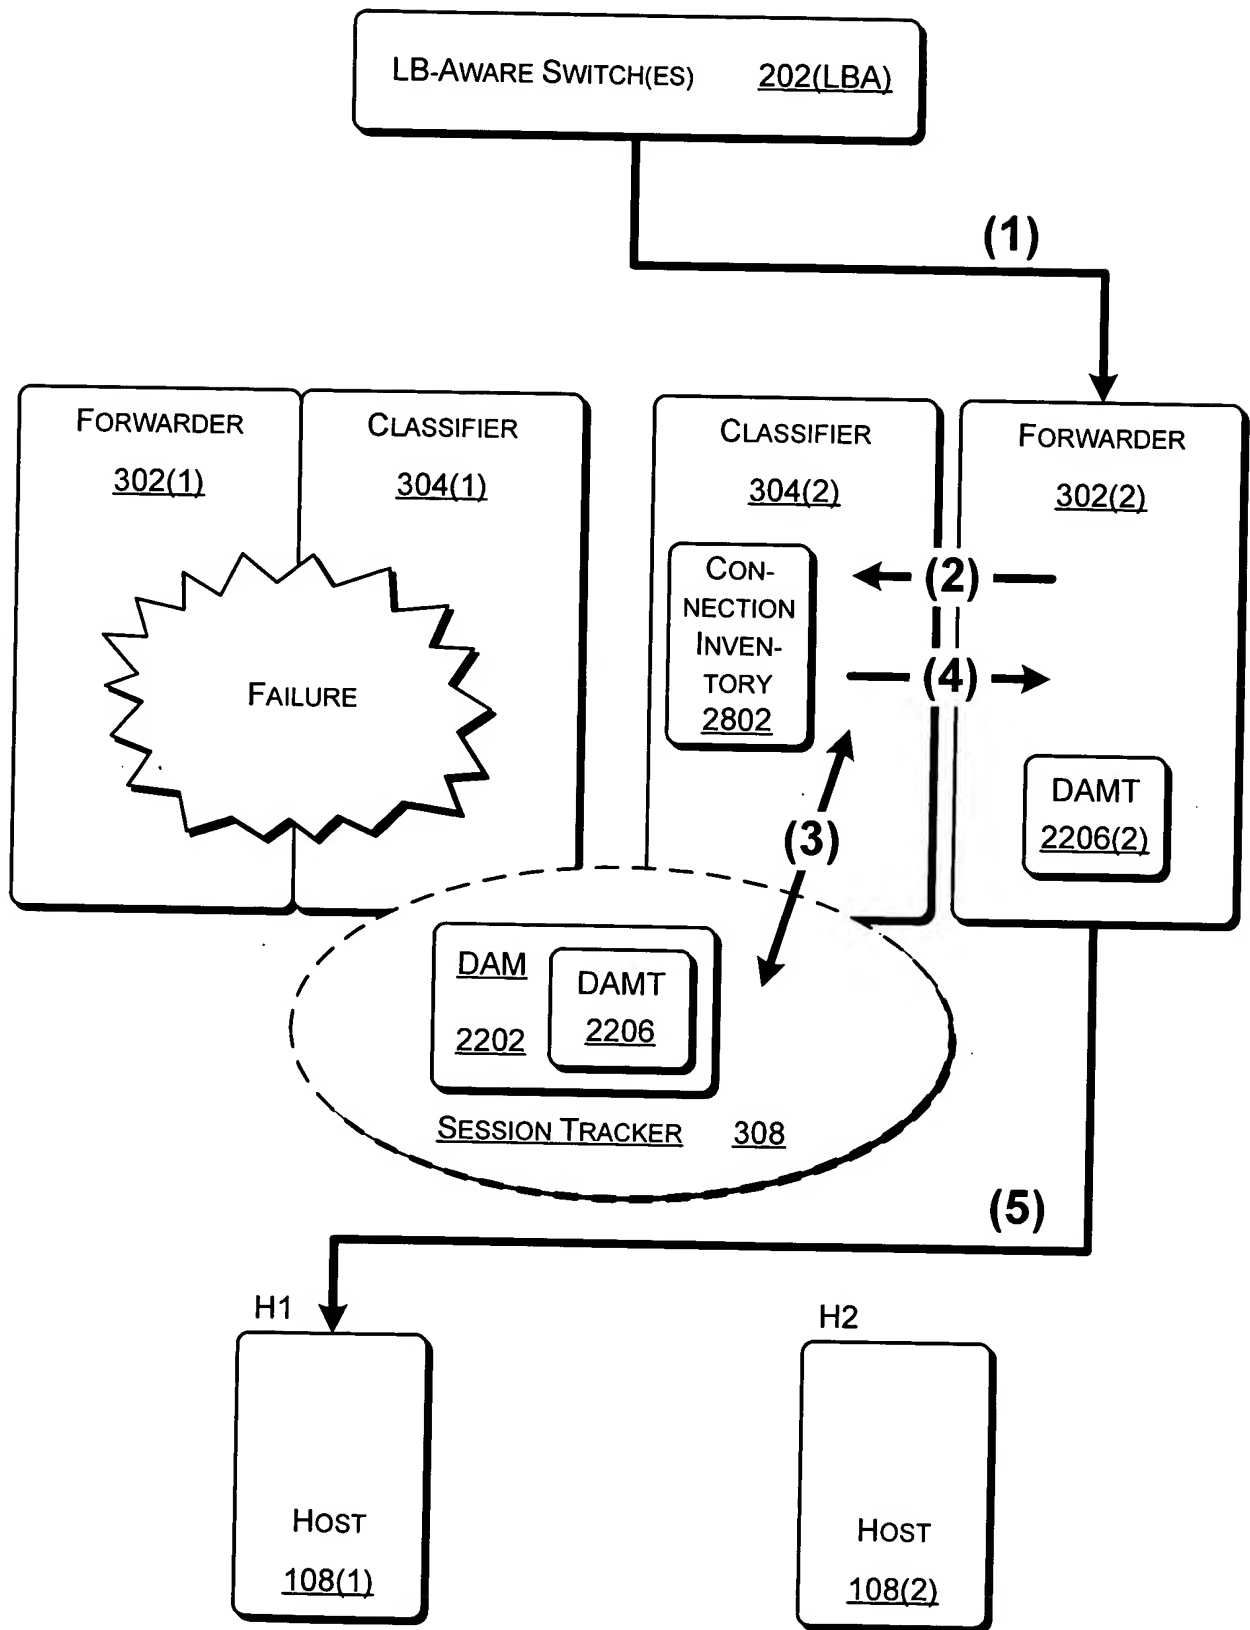 LB-AWARE SWITCH(ES) 202(LBA)
(1)
FORWARDER
302(1)
CLASSIFIER
304(1)
FAILURE
CLASSIFIER
304(2)
CON-
NECTION
INVEN-
TORY
2802
FORWARDER
302(2)
(2)
(4)
(3)
DAMT
2206(2)
DAM
2202
DAMT
2206
SESSION TRACKER 308
(5)
H1
HOST
108(1)
H2
HOST
108(2)